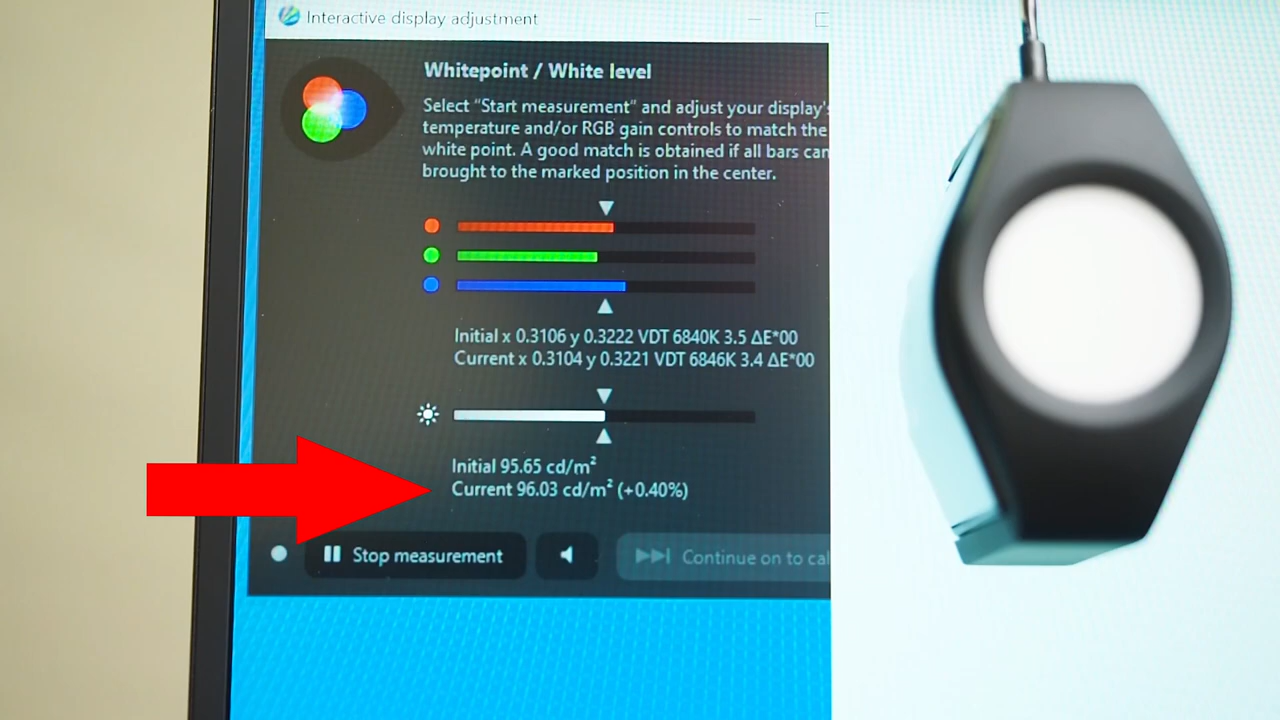 Interactive display adjustment
Whitepoint / White level
Select "Start measurement" and adjust your display's
temperature and/or RGB gain controls to match the
white point. A good match is obtained if all bars can
brought to the marked position in the center.
Initial x 0.3106 y 0.3222 VDT 6840K 3.5 ΔE*00
Current x 0.3104 y 0.3221 VDT 6846K 3.4 ΔE*00
Initial 95.65 cd/m²
Current 96.03 cd/m² (+0.40%)
Stop measurement
Continue on to cal